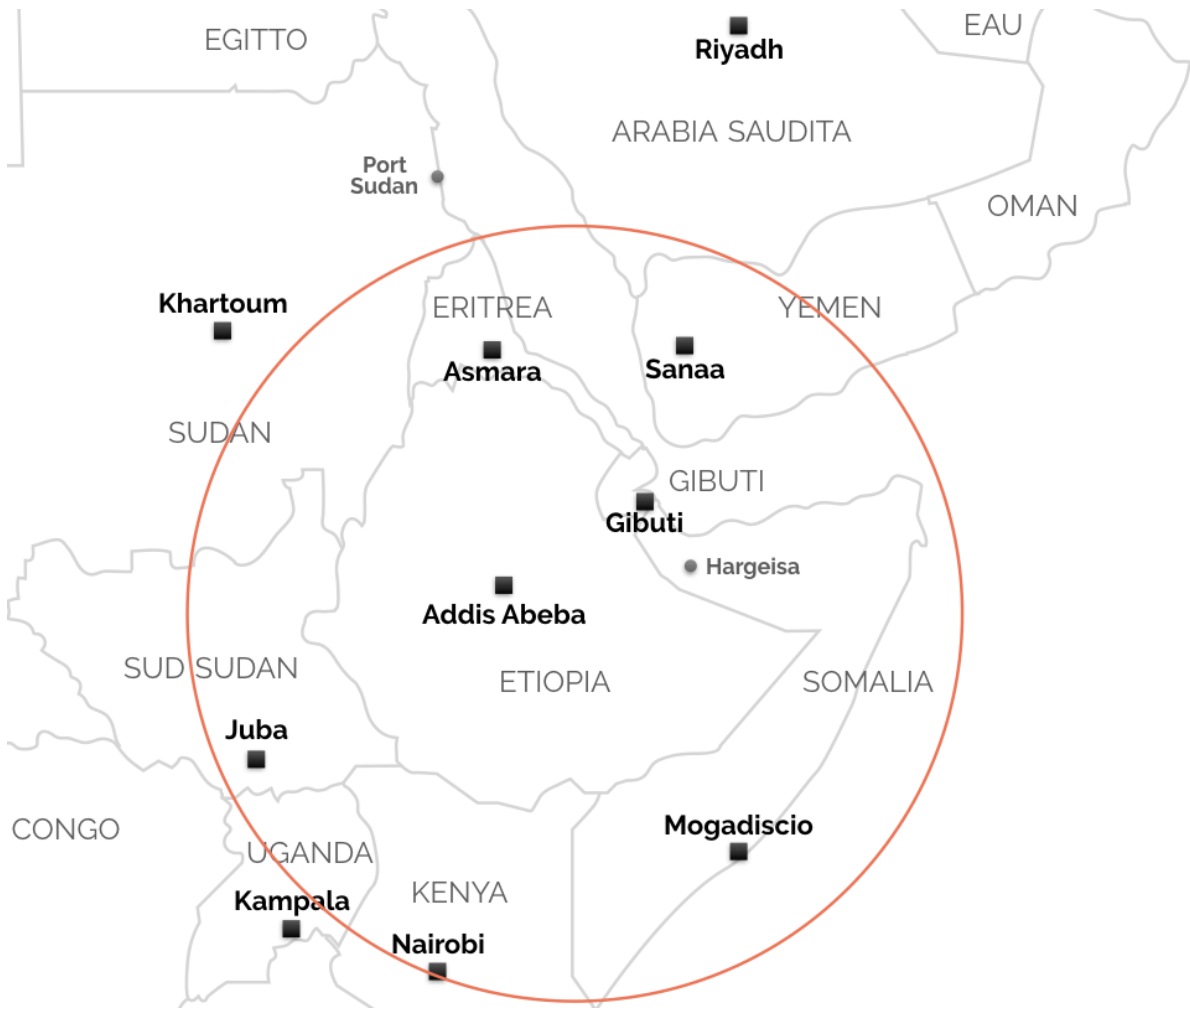 EGITTO
EAU
Riyadh
ARABIA SAUDITA
Port
Sudan
OMAN
Khartoum
ERITREA
YEMEN
Asmara
Sanaa
SUDAN
GIBUTI
Gibuti
Hargeisa
Addis Abeba
SUD SUDAN
ETIOPIA
SOMALIA
Juba
CONGO
Mogadiscio
UGANDA
KENYA
Kampala
Nairobi